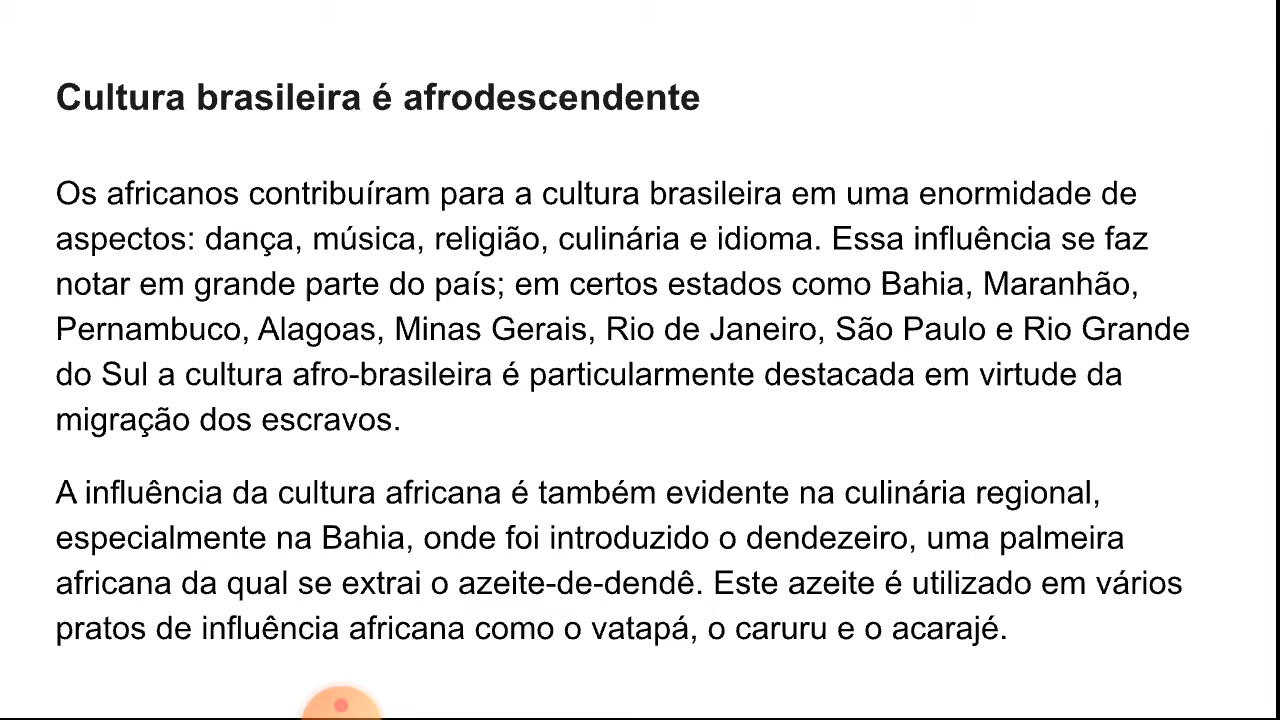 Cultura brasileira é afrodescendente
Os africanos contribuíram para a cultura brasileira em uma enormidade de
aspectos: dança, música, religião, culinária e idioma. Essa influência se faz
notar em grande parte do país; em certos estados como Bahia, Maranhão,
Pernambuco, Alagoas, Minas Gerais, Rio de Janeiro, São Paulo e Rio Grande
do Sul a cultura afro-brasileira é particularmente destacada em virtude da
migração dos escravos.
A influência da cultura africana é também evidente na culinária regional,
especialmente na Bahia, onde foi introduzido o dendezeiro, uma palmeira
africana da qual se extrai o azeite-de-dendê. Este azeite é utilizado em vários
pratos de influência africana como o vatapá, o caruru e o acarajé.